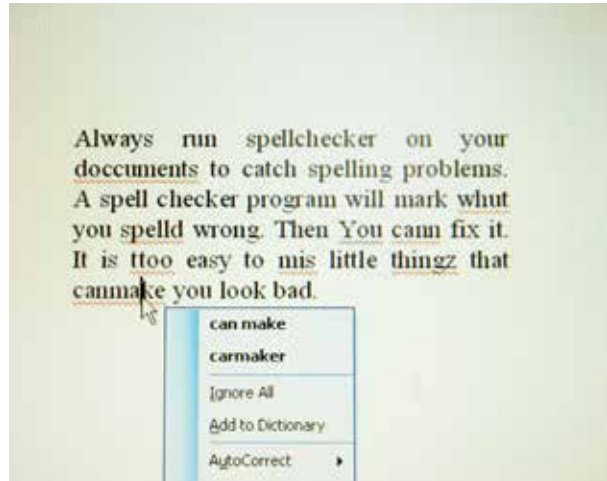 Always run spellchecker on your
doccuments to catch spelling problems.
A spell checker program will mark whut
you spelld wrong. Then You cann fix it.
It is ttoo easy to mis little thingz that
canmake you look bad.
can make
carmaker
Ignore All
Add to Dictionary
AutoCorrect